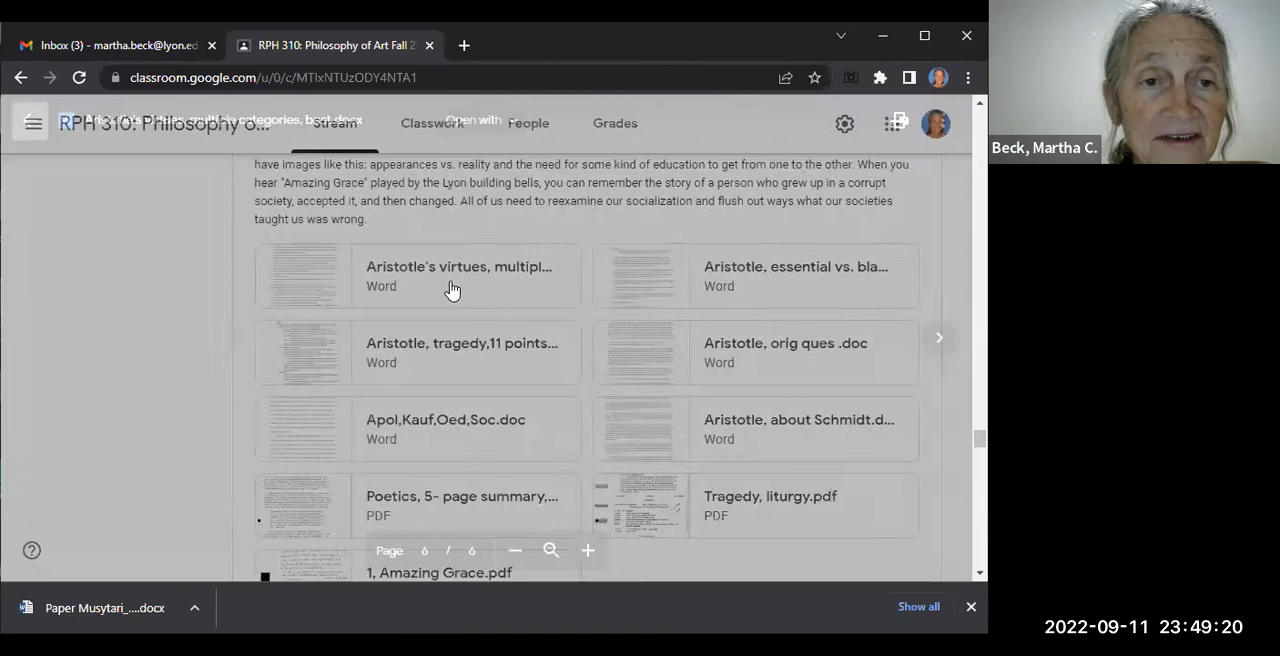 Inbox (3) - martha.beck@lyon.ed
RPH 310: Philosophy of Art Fall 2
classroom.google.com/u/0/c/MTIxNTUzODY4NTA1
Aristotle's virtues, multiple categories, best.docx
Open with
RPH 310: Philosophy o...
Stream
Classwork
People
Grades
Beck, Martha C.
have images like this: appearances vs. reality and the need for some kind of education to get from one to the other. When you
hear "Amazing Grace" played by the Lyon building bells, you can remember the story of a person who grew up in a corrupt
society, accepted it, and then changed. All of us need to reexamine our socialization and flush out ways what our societies
taught us was wrong.
Aristotle's virtues, multipl...
Word
Aristotle, essential vs. bla...
Word
Aristotle, tragedy,11 points...
Word
Aristotle, orig ques .doc
Word
Apol,Kauf,Oed,Soc.doc
Word
Aristotle, about Schmidt.d...
Word
Poetics, 5- page summary,...
PDF
Tragedy, liturgy.pdf
PDF
Page 6 / 6
1, Amazing Grace.pdf
Paper Musytari_....docx
Show all
2022-09-11 23:49:20